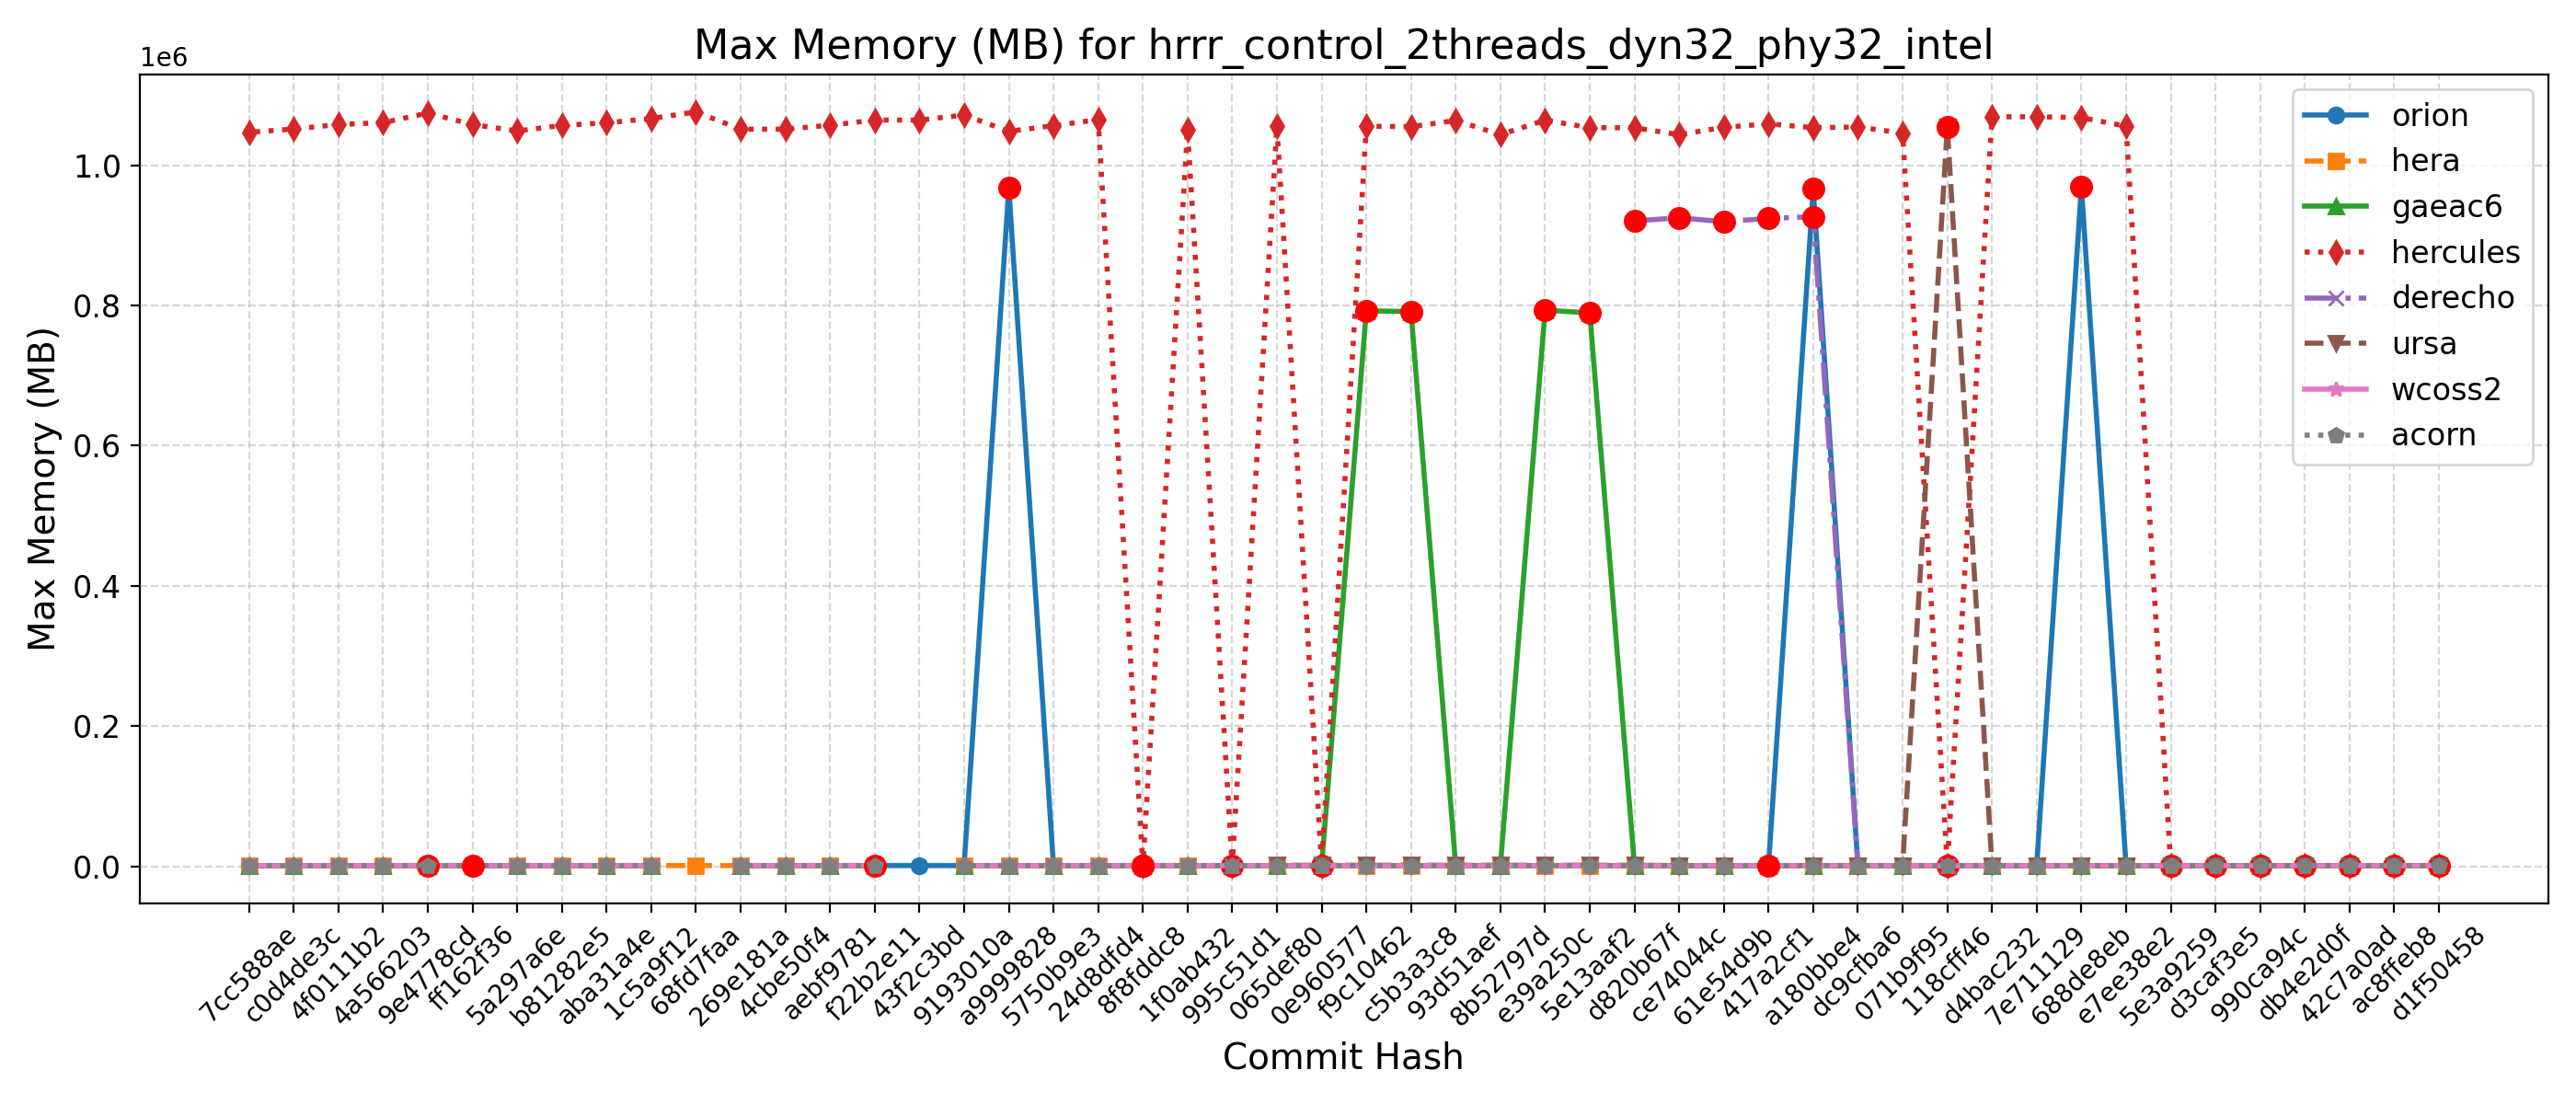 Max Memory (MB) for hrrr_control_2threads_dyn32_phy32_intel
1e6
1.0
0.8
0.6
0.4
0.2
0.0
Max Memory (MB)
orion
hera
gaeac6
hercules
derecho
ursa
wcoss2
acorn
7cc588ae
c0d4de3c
4f0111b2
4a566203
9e4778cd
ff162f36
5a297a6e
b81282e5
aba31a4e
1c5a9f12
68fd7faa
269e181a
4cbe50f4
aebf9781
f22b2e11
43f2c3bd
9193010a
a9999828
5750b9e3
24d8dfd4
8f8fddc8
1f0ab432
995c51d1
065def80
0e960577
f9c10462
c5b3a3c8
93d51aef
8b52797d
e39a250c
5e13aaf2
d820b67f
ce74044c
61e54d9b
417a2cf1
a180bbe4
dc9cfba6
071b9f95
118cff46
d4bac232
7e711129
688de8eb
e7ee38e2
5e3a9259
d3caf3e5
990ca94c
db4e2d0f
42c7a0ad
ac8ffeb8
d1f50458
Commit Hash